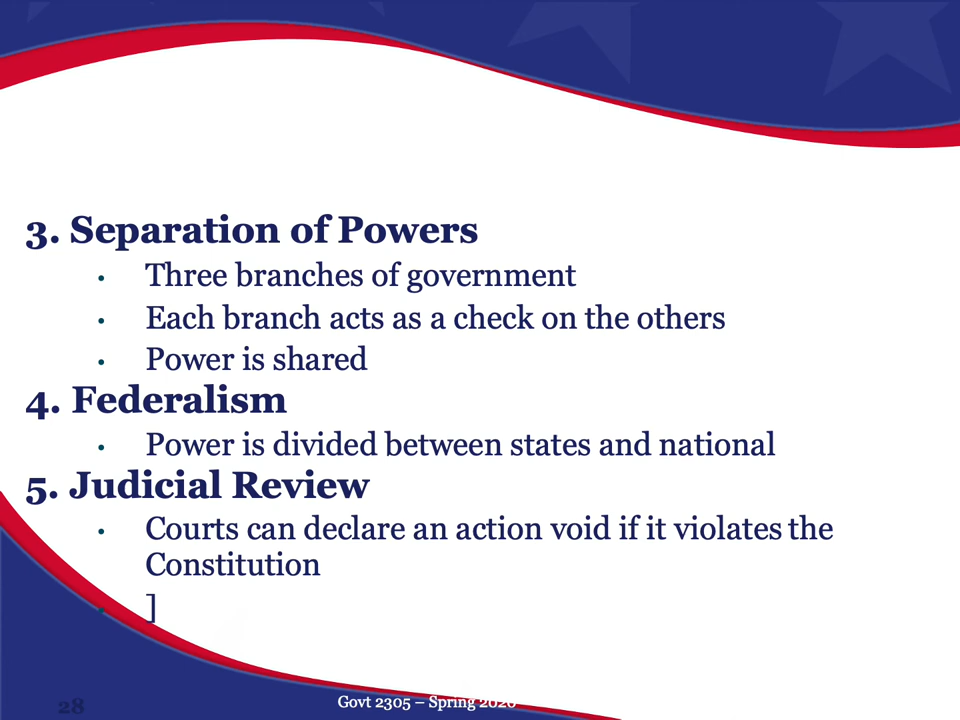 3. Separation of Powers
• Three branches of government
• Each branch acts as a check on the others
• Power is shared
4. Federalism
• Power is divided between states and national
5. Judicial Review
• Courts can declare an action void if it violates the
Constitution
• ]
28
Govt 2305 – Spring 2020